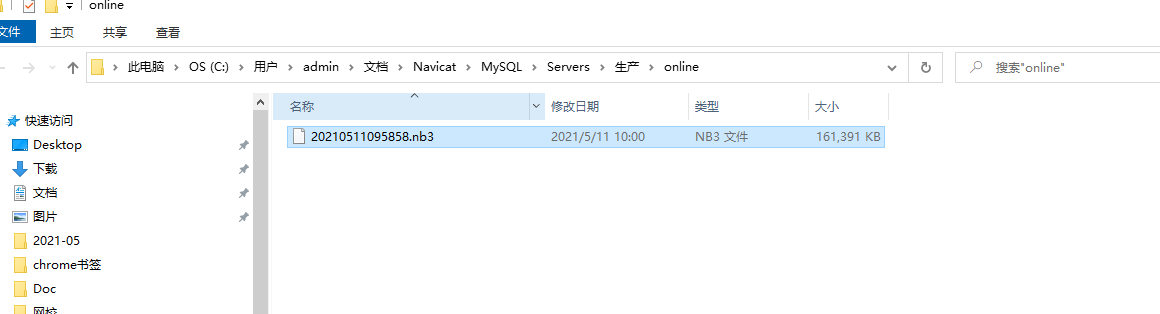 online
文件 主页 共享 查看
此电脑 OS (C:) 用户 admin 文档 Navicat MySQL Servers 生产 online 搜索"online"
名称 修改日期 类型 大小
20210511095858.nb3 2021/5/11 10:00 NB3 文件 161,391 KB
快速访问
Desktop
下载
文档
图片
2021-05
chrome书签
Doc
网校